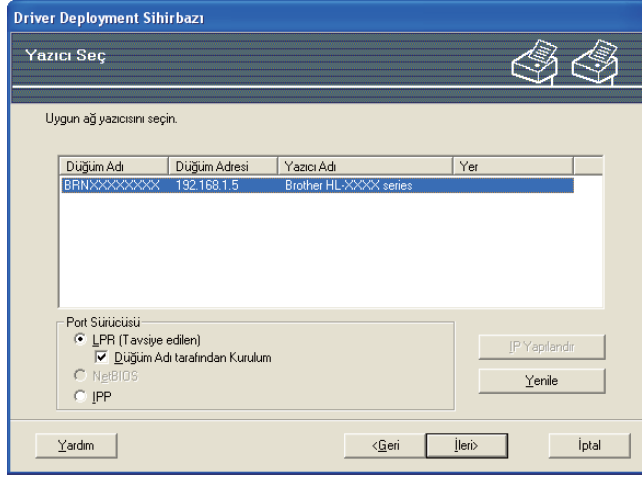 Driver Deployment Sihirbazı
Yazıcı Seç
Uygun ağ yazıcısını seçin.
Düğüm Adı Düğüm Adresi Yazıcı Adı Yer
BRNXXXXXXXX 192.168.1.5 Brother HL-XXXX series
Port Sürücüsü
LPR (Tavsiye edilen)
Düğüm Adı tarafından Kurulum
NetBIOS
IPP
IP Yapılandır
Yenile
Yardım <Geri İleri> İptal